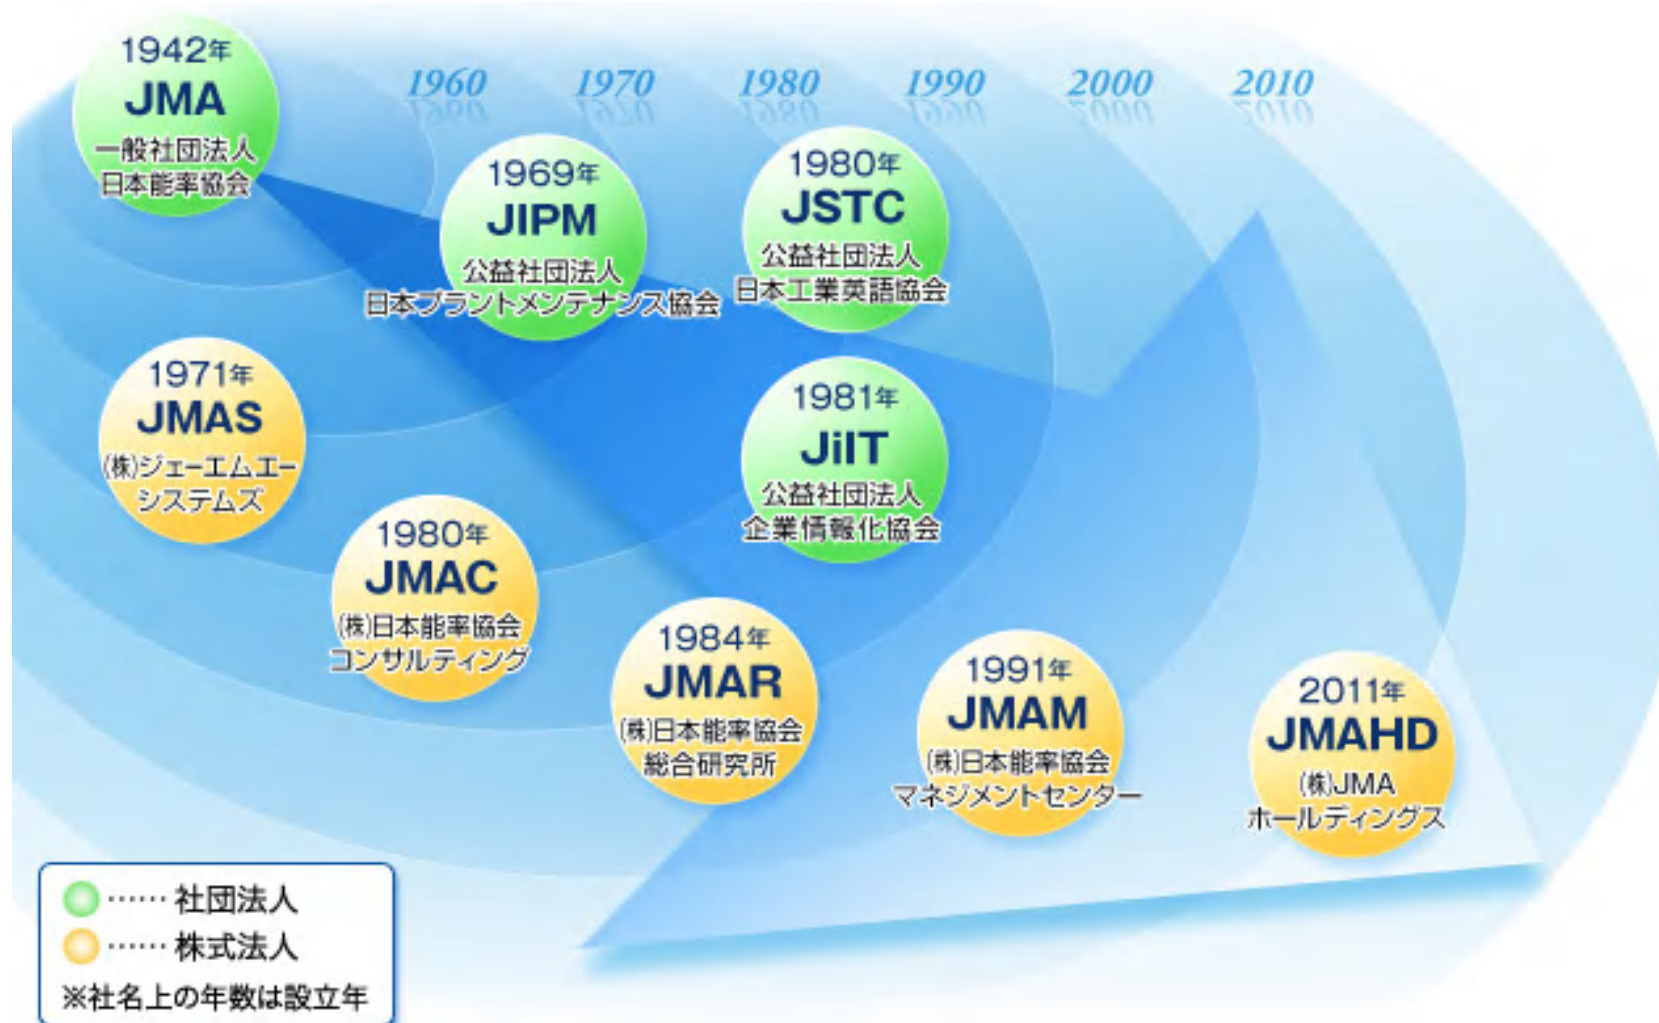 1942年
JMA
一般社団法人
日本能率協会
1960
1970
1980
1990
2000
2010
1969年
JIPM
公益社団法人
日本プラントメンテナンス協会
1980年
JSTC
公益社団法人
日本工業英語協会
1971年
JMAS
(株)ジェーエムエー
システムズ
1981年
JiIT
公益社団法人
企業情報化協会
1980年
JMAC
(株)日本能率協会
コンサルティング
1984年
JMAR
(株)日本能率協会
総合研究所
1991年
JMAM
(株)日本能率協会
マネジメントセンター
2011年
JMAHD
(株)JMA
ホールディングス
……社団法人
……株式法人
※社名上の年数は設立年